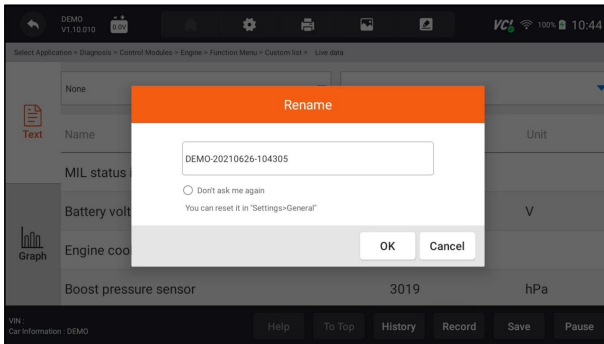 DEMO
V1.10.010
0.0V
VCI
100%
10:44
Select Application > Diagnosis > Control Modules > Engine > Function Menu > Custom list > Live data
None
Rename
Text
Name
Unit
DEMO-20210626-104305
MIL status
Don't ask me again
You can reset it in "Settings>General"
Battery volt
V
Graph
Engine coo
OK
Cancel
Boost pressure sensor
3019
hPa
VIN :
Car Information : DEMO
Help
To Top
History
Record
Save
Pause